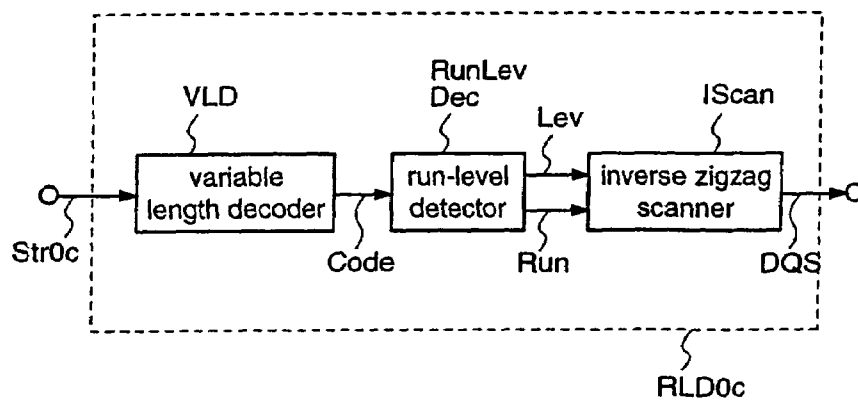 VLD
RunLev
Dec
Lev
IScan
variable
length decoder
run-level
detector
inverse zigzag
scanner
Str0c
Code
Run
DQS
RLD0c